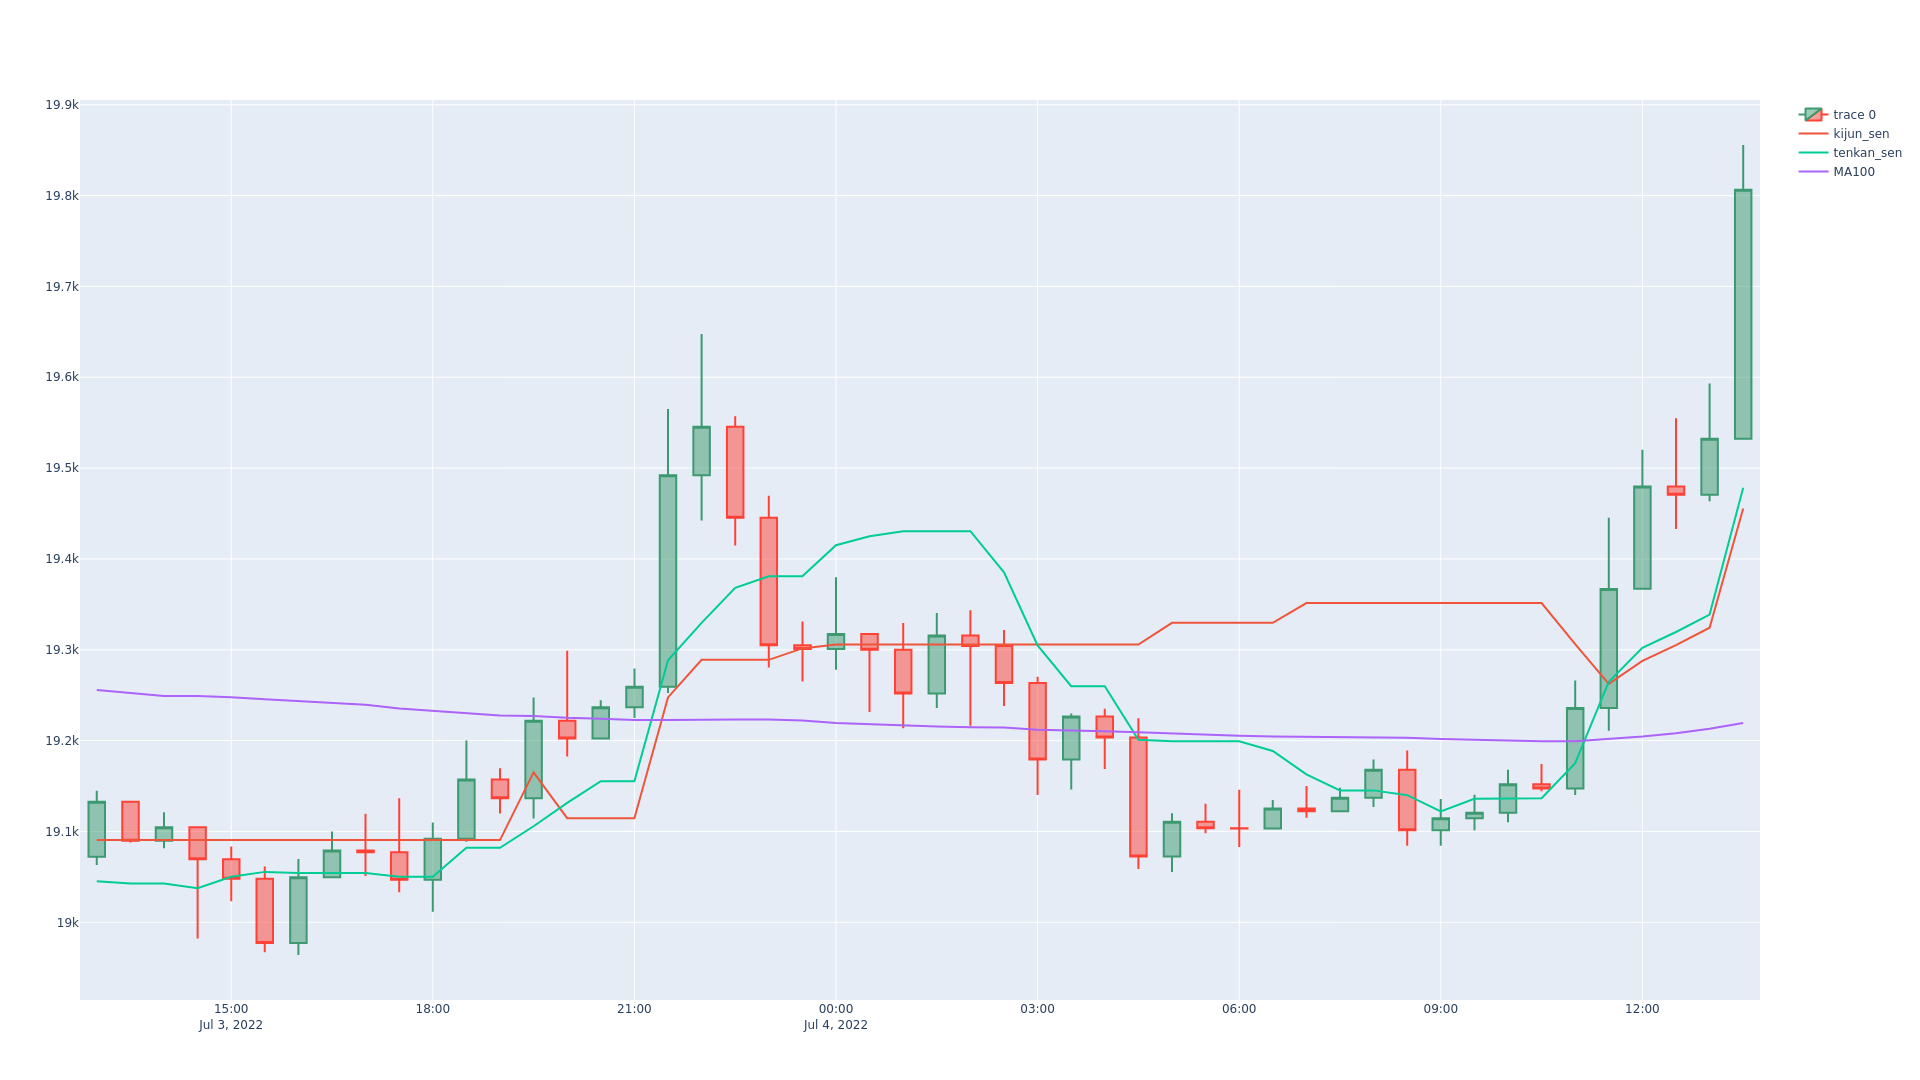 19.9k
19.8k
19.7k
19.6k
19.5k
19.4k
19.3k
19.2k
19.1k
19k
15:00
Jul 3, 2022
18:00
21:00
00:00
Jul 4, 2022
03:00
06:00
09:00
12:00
trace 0
kijun_sen
tenkan_sen
MA100